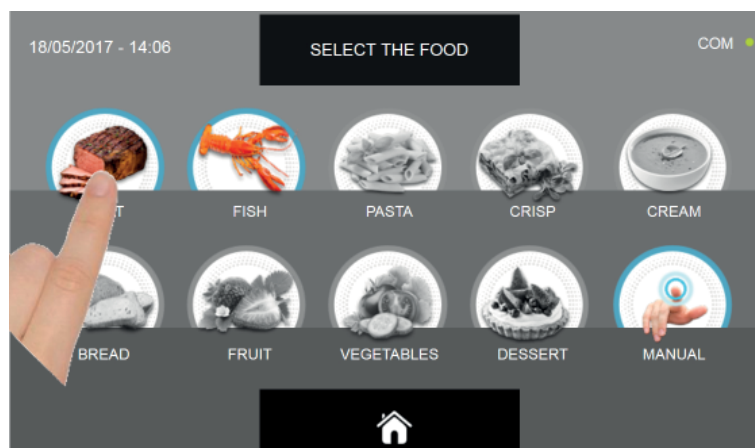 18/05/2017 - 14:06
SELECT THE FOOD
COM
FISH
PASTA
CRISP
CREAM
BREAD
FRUIT
VEGETABLES
DESSERT
MANUAL